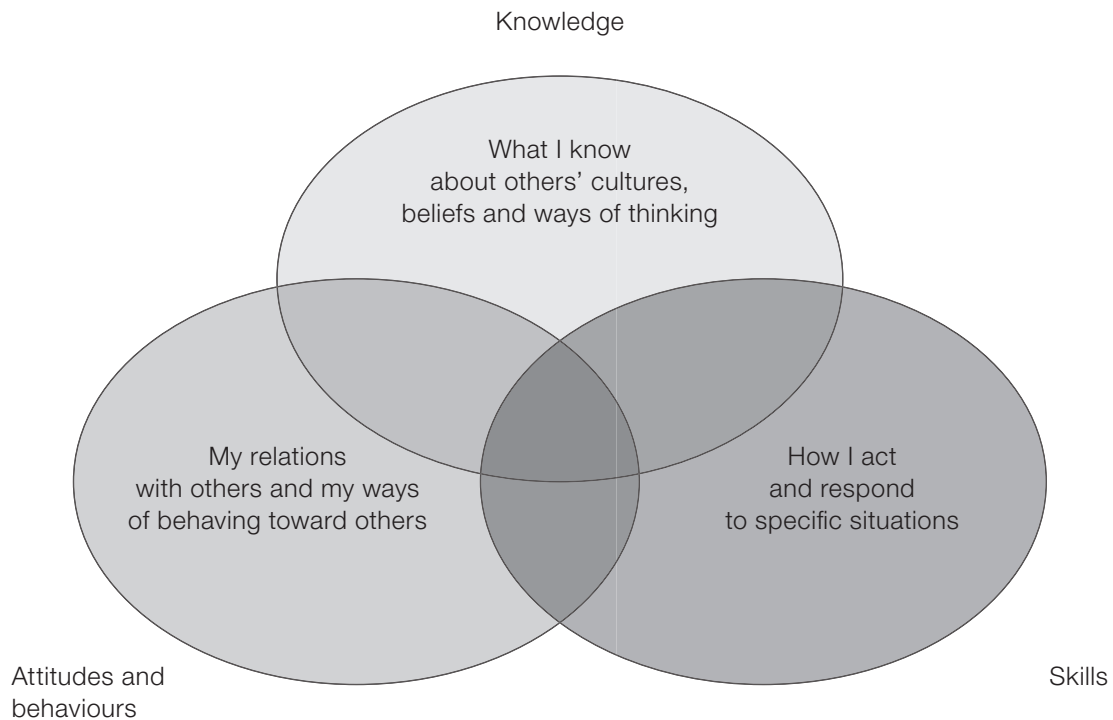 Knowledge
What I know
about others’ cultures,
beliefs and ways of thinking
My relations
with others and my ways
of behaving toward others
How I act
and respond
to specific situations
Attitudes and
behaviours
Skills